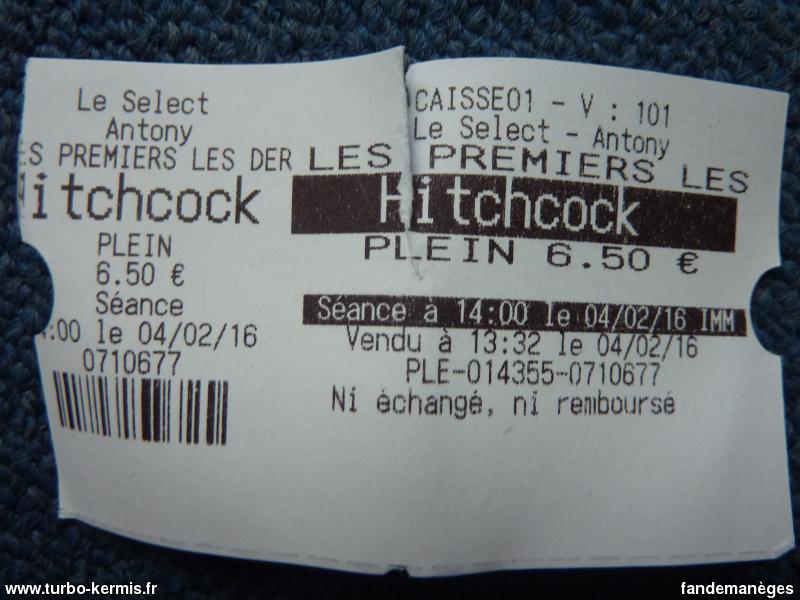 Le Select
Antony
ES PREMIERS LES DER
Hitchcock
PLEIN
6.50 €
Séance
:00 le 04/02/16
0710677
CAISSE01 - V : 101
Le Select - Antony
LES PREMIERS LES
Hitchcock
PLEIN 6.50 €
Séance à 14:00 le 04/02/16 IMM
Vendu à 13:32 le 04/02/16
PLE-014355-0710677
Ni échangé, ni remboursé
www.turbo-kermis.fr
fandemanèges